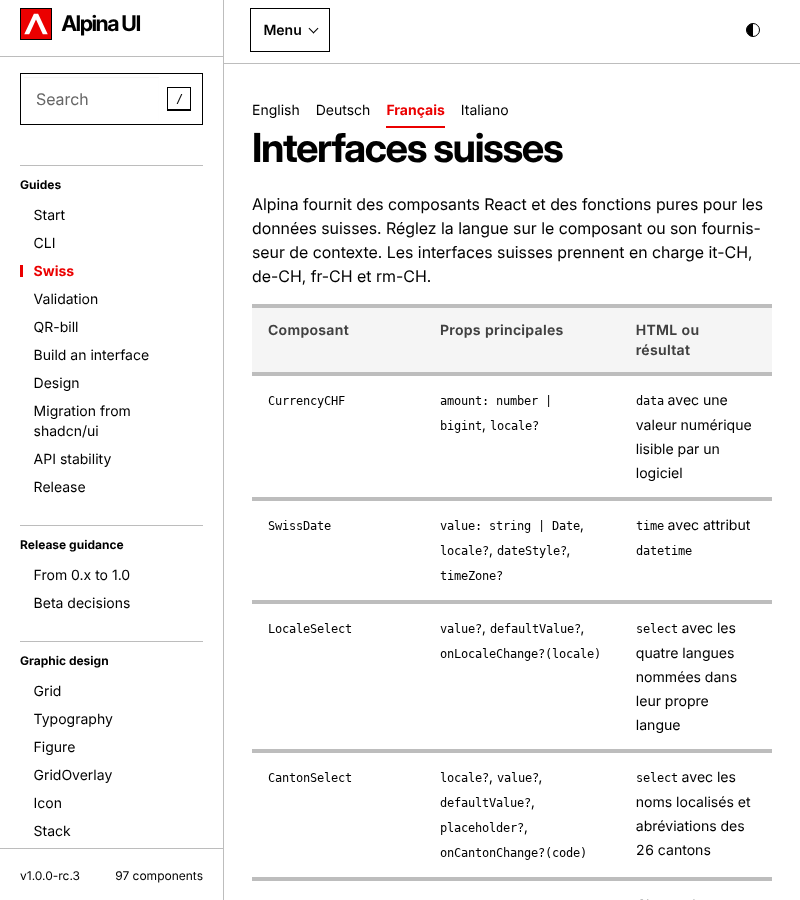 Alpina UI
Menu
Search
/
Guides
Start
CLI
Swiss
Validation
QR-bill
Build an interface
Design
Migration from
shadcn/ui
API stability
Release
Release guidance
From 0.x to 1.0
Beta decisions
Graphic design
Grid
Typography
Figure
GridOverlay
Icon
Stack
v1.0.0-rc.3 97 components
English Deutsch Français Italiano
Interfaces suisses
Alpina fournit des composants React et des fonctions pures pour les
données suisses. Réglez la langue sur le composant ou son fournis-
seur de contexte. Les interfaces suisses prennent en charge it-CH,
de-CH, fr-CH et rm-CH.
Composant
Props principales
HTML ou
résultat
CurrencyCHF
amount: number |
bigint, locale?
data avec une
valeur numérique
lisible par un
logiciel
SwissDate
value: string | Date,
locale?, dateStyle?,
timeZone?
time avec attribut
datetime
LocaleSelect
value?, defaultValue?,
onLocaleChange?(locale)
select avec les
quatre langues
nommées dans
leur propre
langue
CantonSelect
locale?, value?,
defaultValue?,
placeholder?,
onCantonChange?(code)
select avec les
noms localisés et
abréviations des
26 cantons